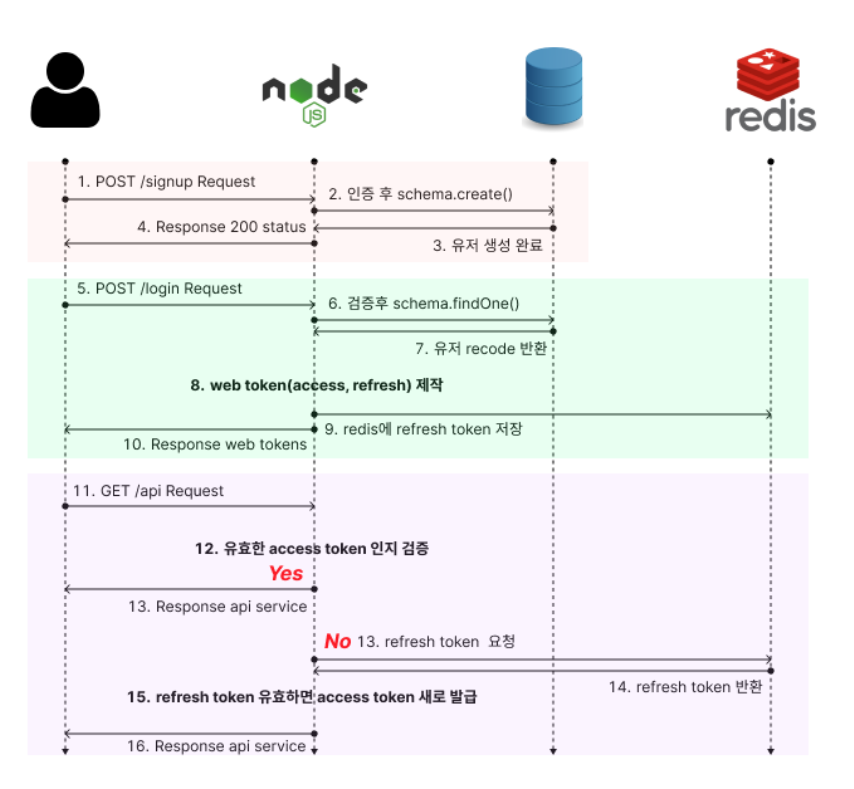 node
JS
redis
1. POST /signup Request
2. 인증 후 schema.create()
4. Response 200 status
3. 유저 생성 완료
5. POST /login Request
6. 검증후 schema.findOne()
7. 유저 recode 반환
8. web token(access, refresh) 제작
9. redis에 refresh token 저장
10. Response web tokens
11. GET /api Request
12. 유효한 access token 인지 검증
Yes
13. Response api service
No 13. refresh token 요청
14. refresh token 반환
15. refresh token 유효하면 access token 새로 발급
16. Response api service